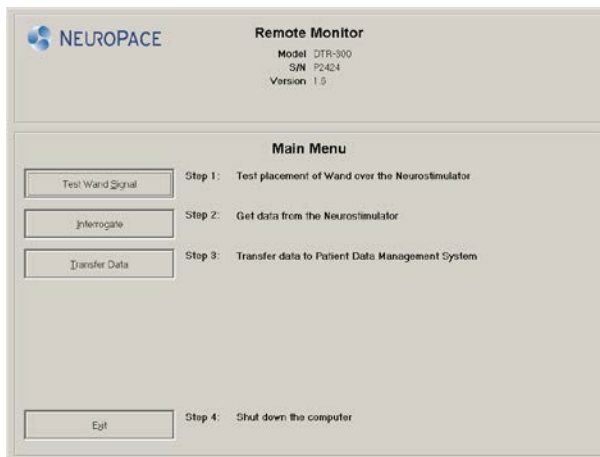 NEUROPACE
Remote Monitor
Model DTR-300
S/N P2424
Version 1.6
Main Menu
Test Wand Signal Step 1: Test placement of Wand over the Neurostimulator
Interrogate Step 2: Get data from the Neurostimulator
Transfer Data Step 3: Transfer data to Patient Data Management System
Exit Step 4: Shut down the computer